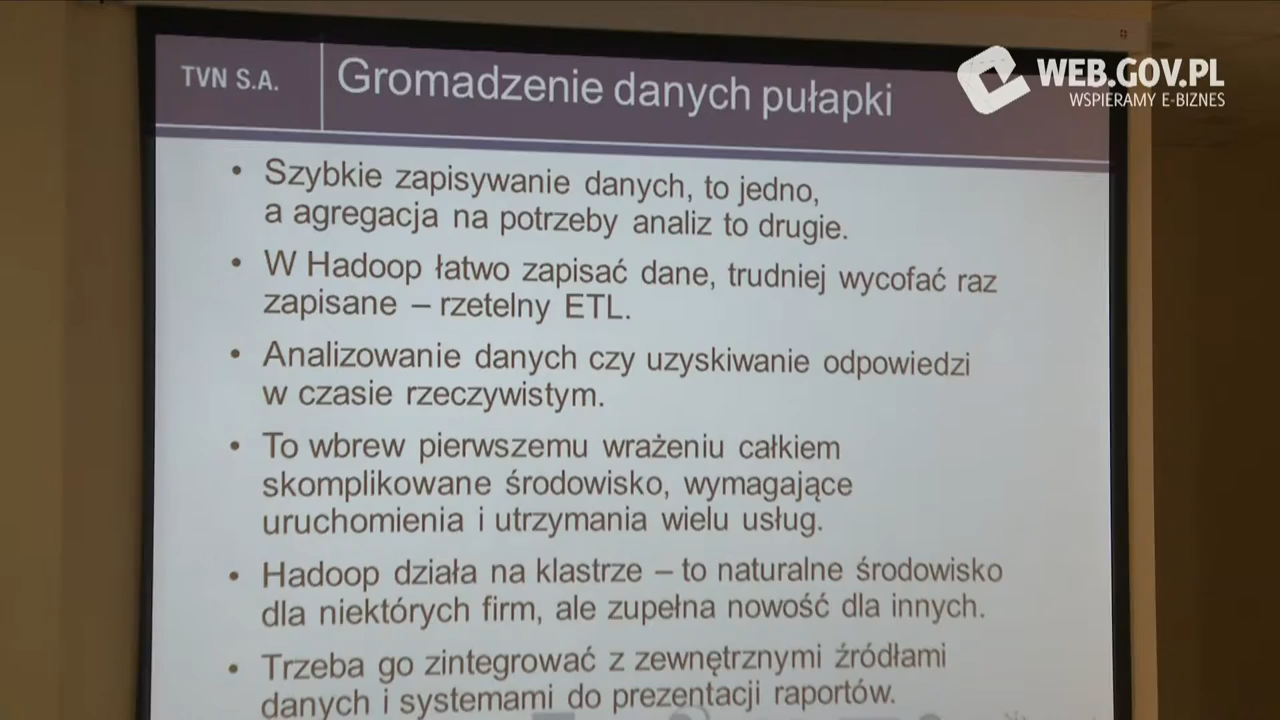 TVN S.A.
Gromadzenie danych pułapki
WEB.GOV.PL
WSPIERAMY E-BIZNES
• Szybkie zapisywanie danych, to jedno,
a agregacja na potrzeby analiz to drugie.
• W Hadoop łatwo zapisać dane, trudniej wycofać raz
zapisane – rzetelny ETL.
• Analizowanie danych czy uzyskiwanie odpowiedzi
w czasie rzeczywistym.
• To wbrew pierwszemu wrażeniu całkiem
skomplikowane środowisko, wymagające
uruchomienia i utrzymania wielu usług.
• Hadoop działa na klastrze – to naturalne środowisko
dla niektórych firm, ale zupełna nowość dla innych.
• Trzeba go zintegrować z zewnętrznymi źródłami
danych i systemami do prezentacji raportów.